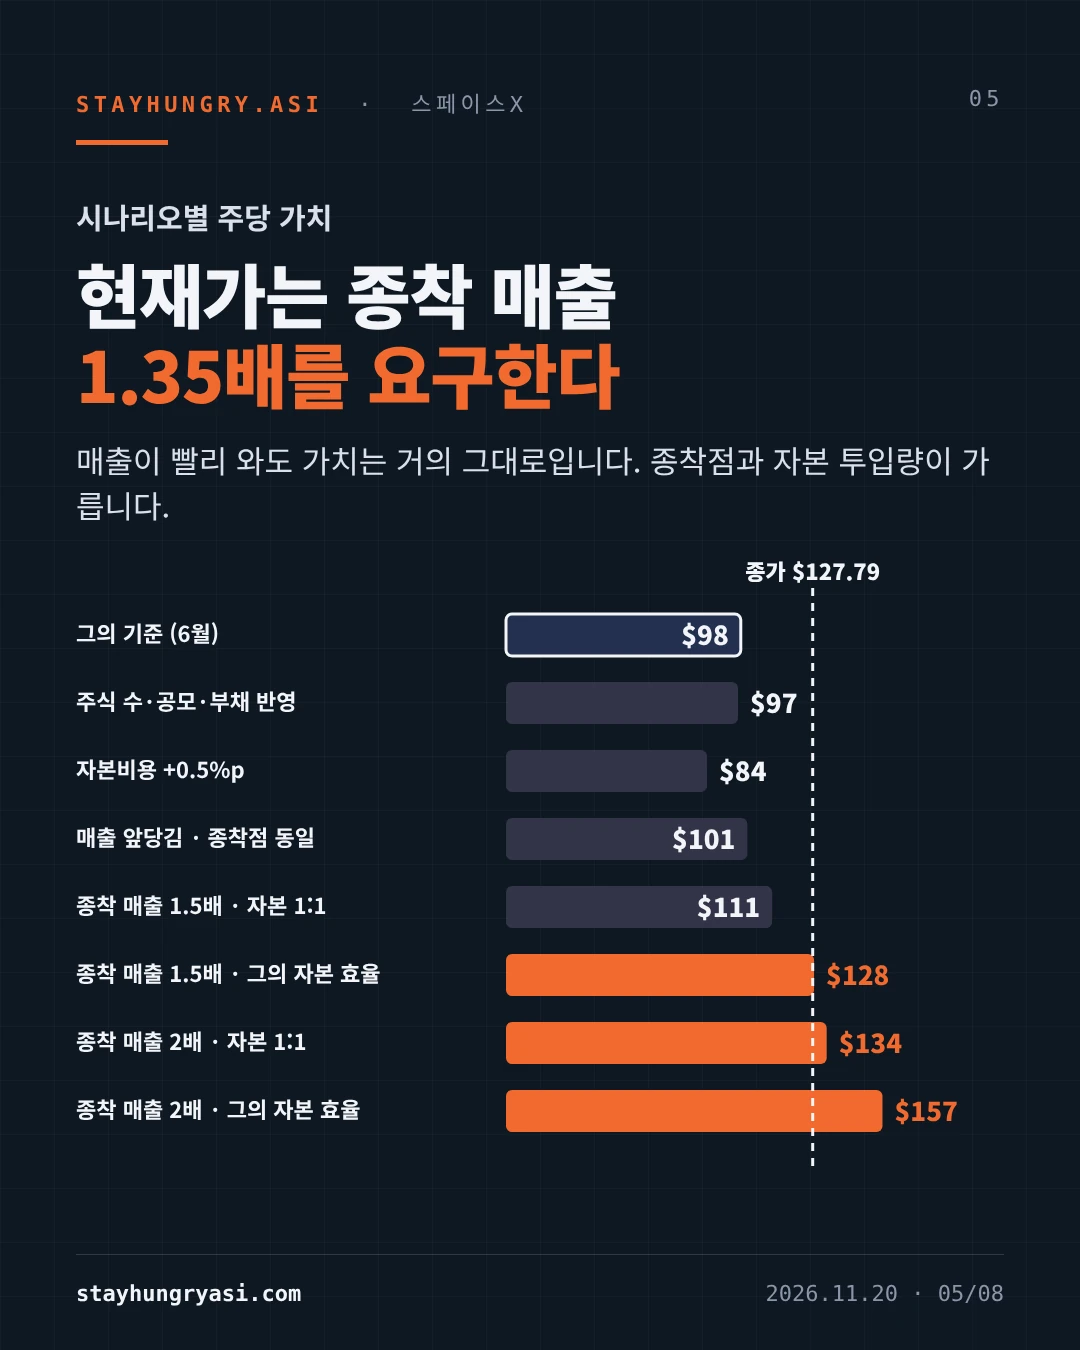 STAYHUNGRY.ASI · 스페이스X
05
시나리오별 주당 가치
현재가는 종착 매출
1.35배를 요구한다
매출이 빨리 와도 가치는 거의 그대로입니다. 종착점과 자본 투입량이 가
릅니다.
종가 $127.79
그의 기준 (6월) $98
주식 수·공모·부채 반영 $97
자본비용 +0.5%p $84
매출 앞당김 · 종착점 동일 $101
종착 매출 1.5배 · 자본 1:1 $111
종착 매출 1.5배 · 그의 자본 효율 $128
종착 매출 2배 · 자본 1:1 $134
종착 매출 2배 · 그의 자본 효율 $157
stayhungryasi.com
2026.11.20 · 05/08